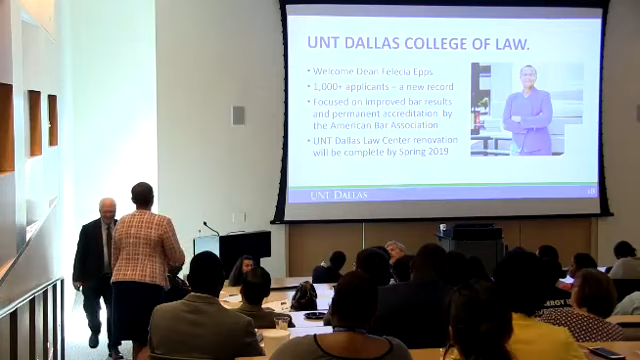 UNT DALLAS COLLEGE OF LAW.
• Welcome Dean Felecia Epps
• 1,000+ applicants – a new record
• Focused on improved bar results
and permanent accreditation by
the American Bar Association
• UNT Dallas Law Center renovation
will be complete by Spring 2019
UNT DALLAS